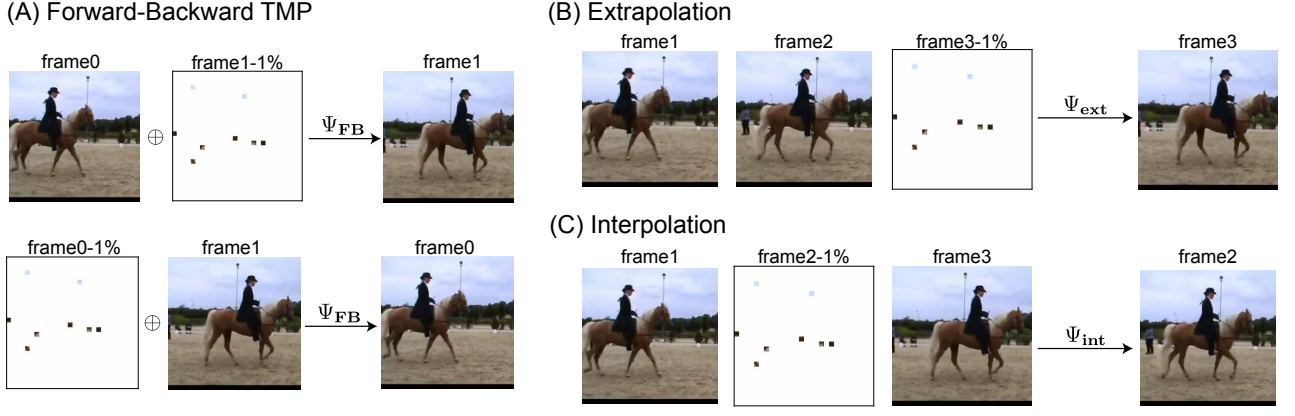 (A) Forward-Backward TMP
frame0
frame1-1%
frame1
⊕
Ψ_FB
frame0-1%
frame1
frame0
⊕
Ψ_FB
(B) Extrapolation
frame1
frame2
frame3-1%
frame3
Ψ_ext
(C) Interpolation
frame1
frame2-1%
frame3
frame2
Ψ_int